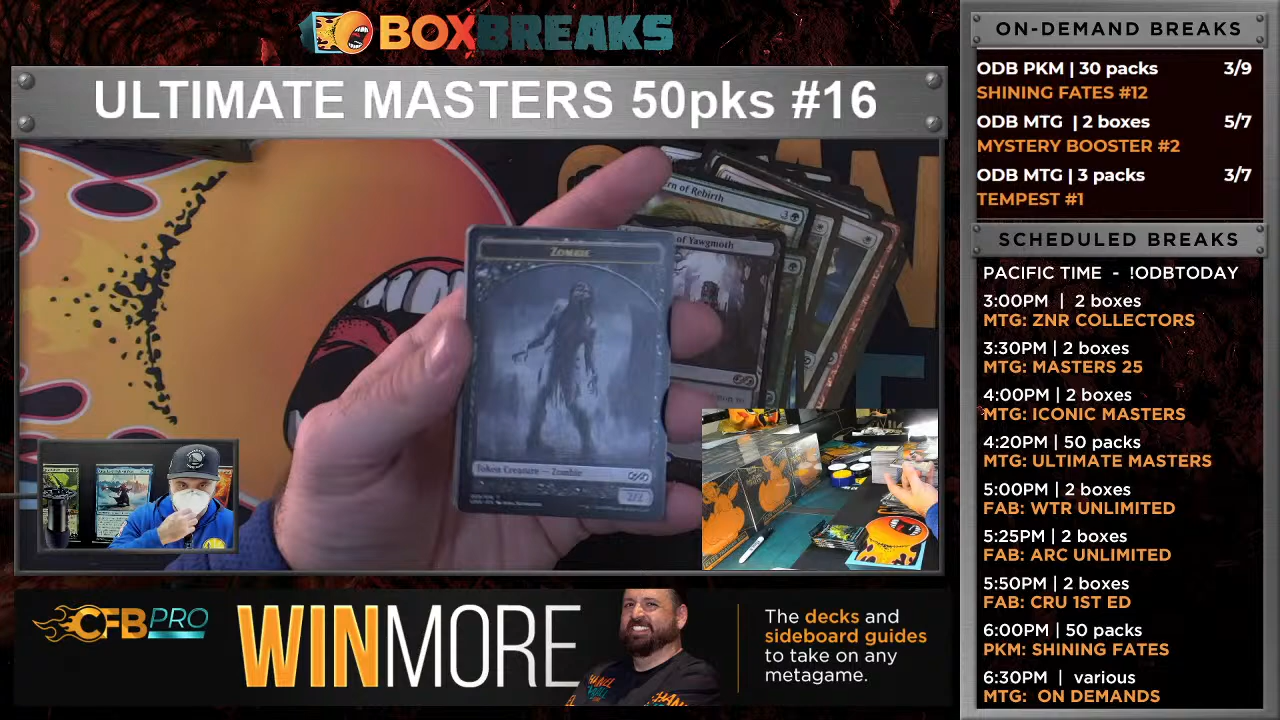 BOXBREAKS
ULTIMATE MASTERS 50pks #16
ern of Rebirth
of Yawgmoth
ZOMBIE
Token Creature — Zombie
2/2
CFBPRO
WINMORE
The decks and
sideboard guides
to take on any
metagame.
ON-DEMAND BREAKS
ODB PKM | 30 packs 3/9
SHINING FATES #12
ODB MTG | 2 boxes 5/7
MYSTERY BOOSTER #2
ODB MTG | 3 packs 3/7
TEMPEST #1
SCHEDULED BREAKS
PACIFIC TIME - !ODBTODAY
3:00PM | 2 boxes
MTG: ZNR COLLECTORS
3:30PM | 2 boxes
MTG: MASTERS 25
4:00PM | 2 boxes
MTG: ICONIC MASTERS
4:20PM | 50 packs
MTG: ULTIMATE MASTERS
5:00PM | 2 boxes
FAB: WTR UNLIMITED
5:25PM | 2 boxes
FAB: ARC UNLIMITED
5:50PM | 2 boxes
FAB: CRU 1ST ED
6:00PM | 50 packs
PKM: SHINING FATES
6:30PM | various
MTG: ON DEMANDS